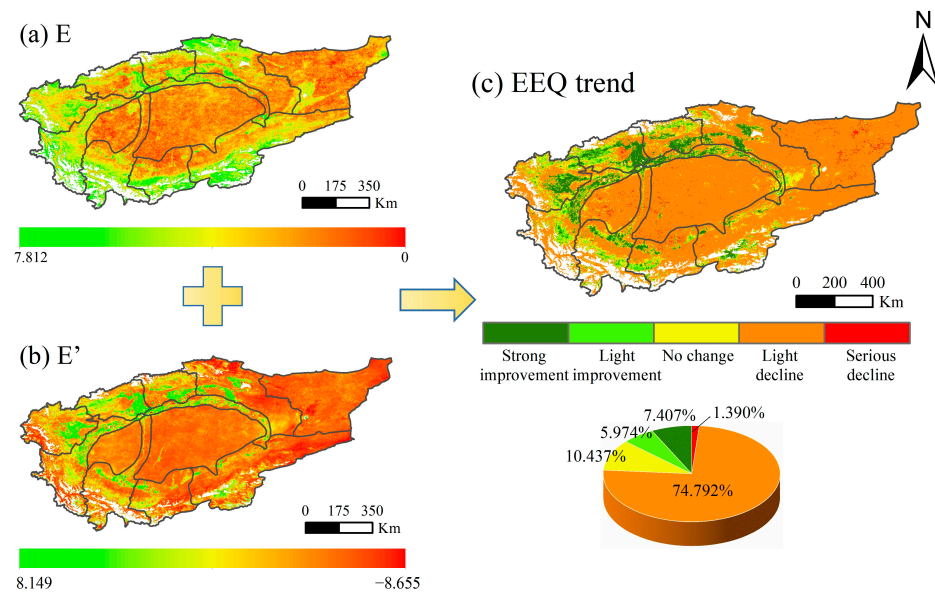 (a) E
0 175 350
Km
7.812 0
(b) E’
0 175 350
Km
8.149 −8.655
N
(c) EEQ trend
0 200 400
Km
Strong improvement
Light improvement
No change
Light decline
Serious decline
7.407%
1.390%
5.974%
10.437%
74.792%